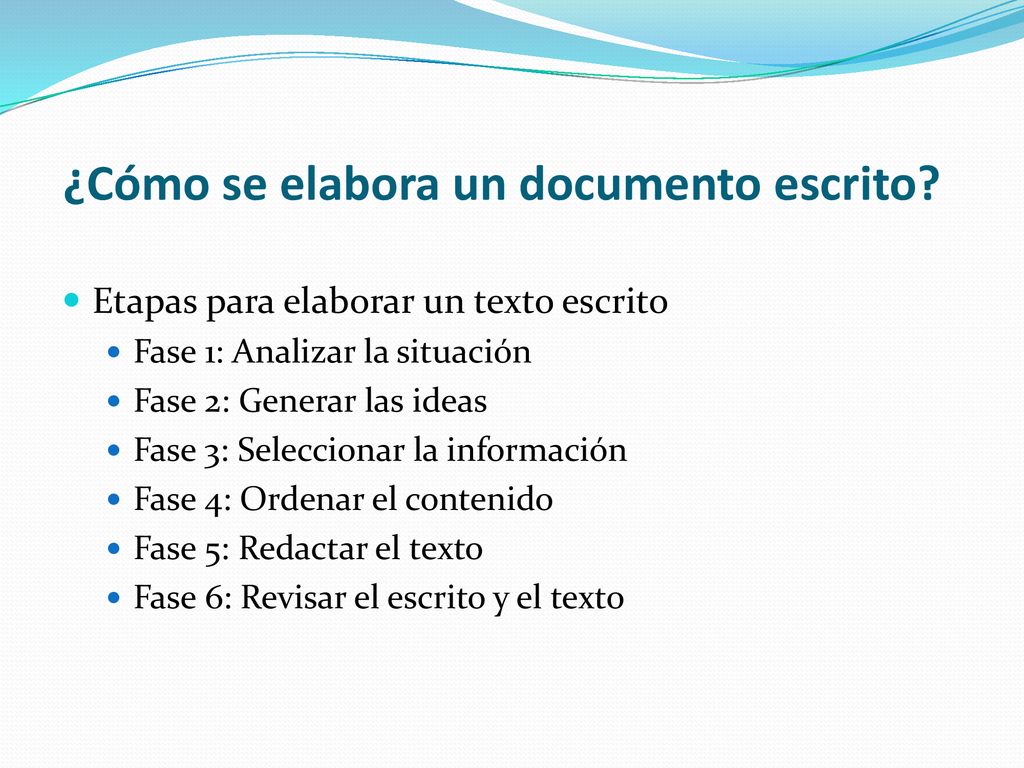 ¿Cómo se elabora un documento escrito?
• Etapas para elaborar un texto escrito
• Fase 1: Analizar la situación
• Fase 2: Generar las ideas
• Fase 3: Seleccionar la información
• Fase 4: Ordenar el contenido
• Fase 5: Redactar el texto
• Fase 6: Revisar el escrito y el texto